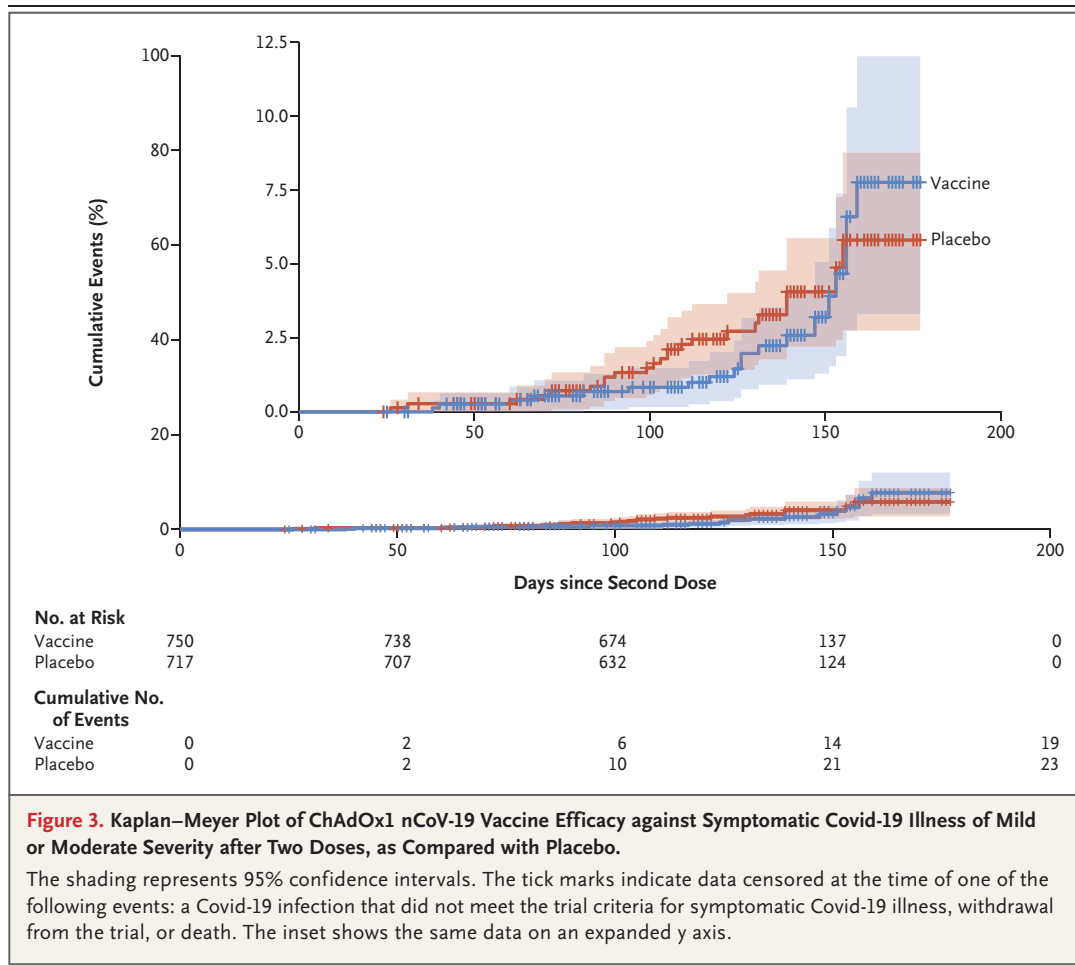 12.5
10.0
7.5
5.0
2.5
0.0
0 50 100 150 200
Vaccine
Placebo
100
80
60
40
20
0
Cumulative Events (%)
0 50 100 150 200
Days since Second Dose
No. at Risk
Vaccine 750 738 674 137 0
Placebo 717 707 632 124 0
Cumulative No.
of Events
Vaccine 0 2 6 14 19
Placebo 0 2 10 21 23
Figure 3. Kaplan–Meyer Plot of ChAdOx1 nCoV-19 Vaccine Efficacy against Symptomatic Covid-19 Illness of Mild
or Moderate Severity after Two Doses, as Compared with Placebo.
The shading represents 95% confidence intervals. The tick marks indicate data censored at the time of one of the
following events: a Covid-19 infection that did not meet the trial criteria for symptomatic Covid-19 illness, withdrawal
from the trial, or death. The inset shows the same data on an expanded y axis.